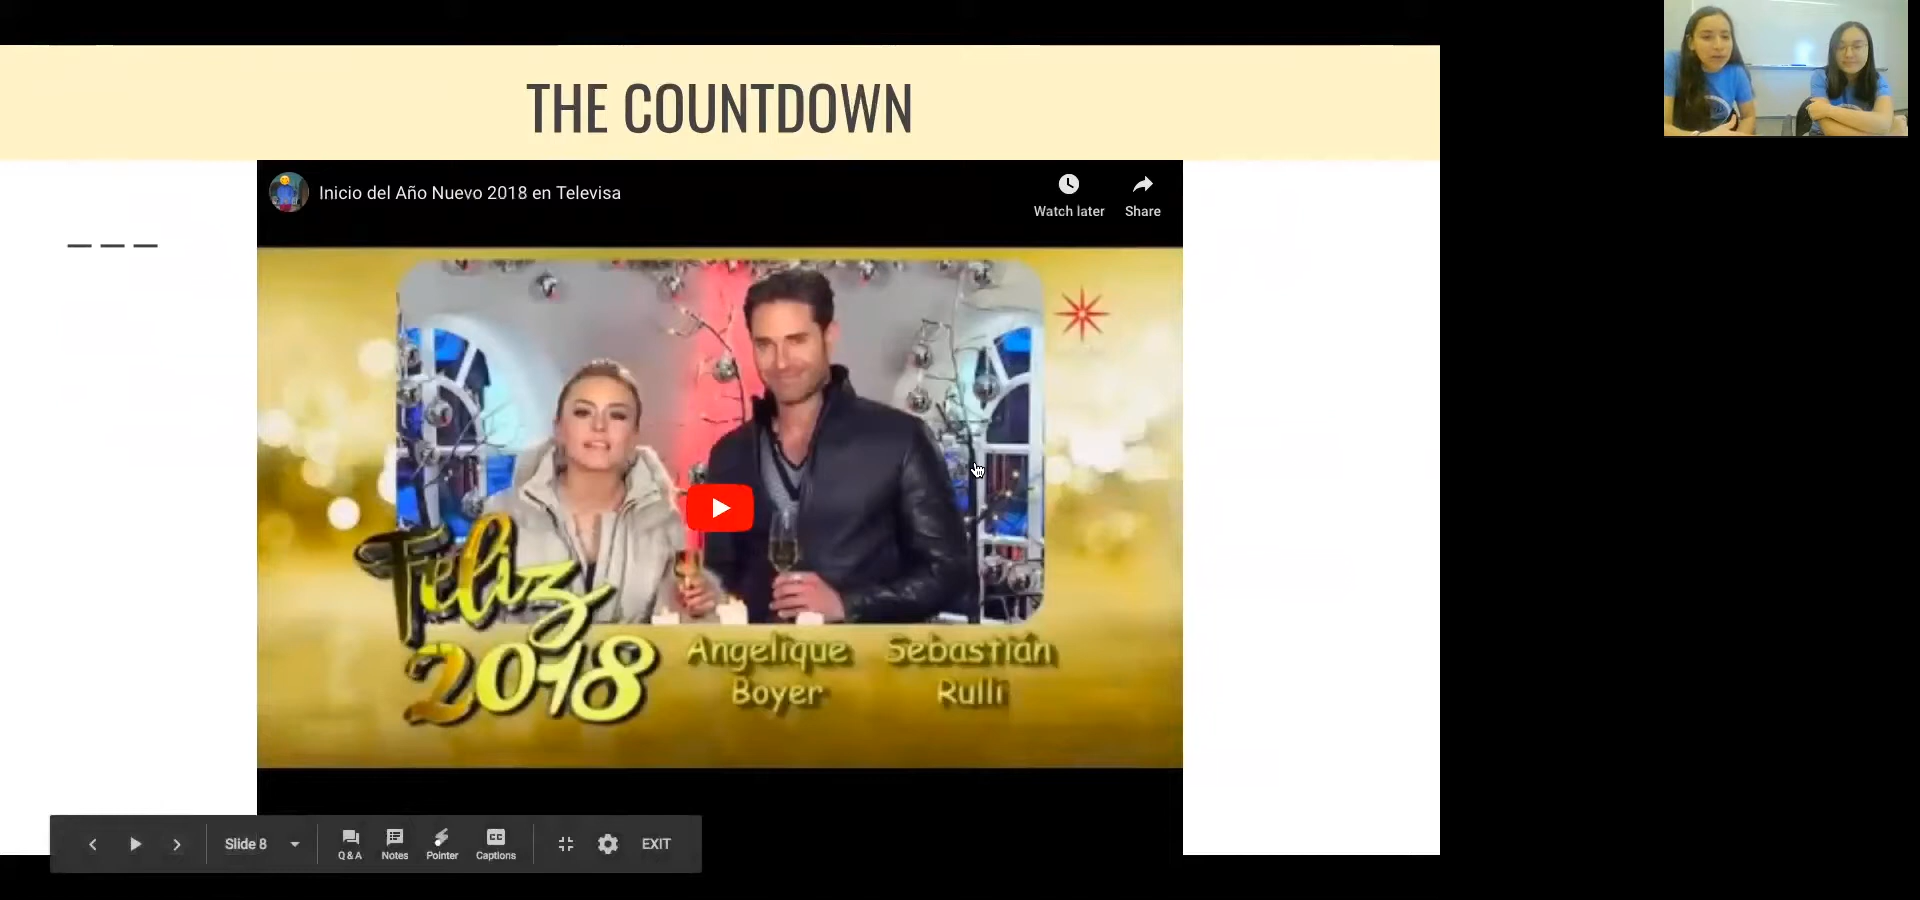 THE COUNTDOWN
Inicio del Año Nuevo 2018 en Televisa
Watch later
Share
Feliz
2018
Angelique
Boyer
Sebastián
Rulli
Slide 8
Q & A
Notes
Pointer
CC
Captions
EXIT